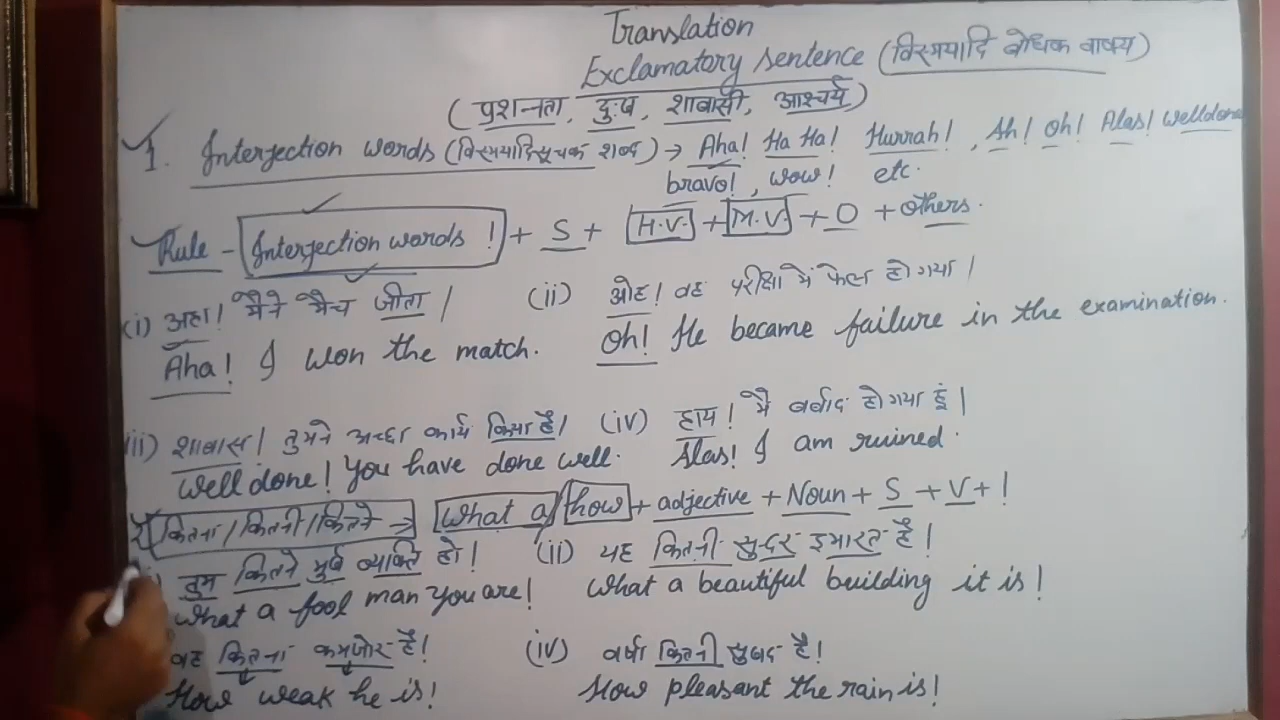 Translation
Exclamatory sentence (विस्मयादि बोधक वाक्य)
(प्रशन्नता, दुःख, शाबासी, आश्चर्य)
1. Interjection words (विस्मयादिसूचक शब्द) → Aha! Ha Ha! Hurrah!, Ah! Oh! Alas! welldone
bravo!, wow! etc.
Rule - Interjection words ! + S + H.V. + M.V. + O + others.
(i) अहा! मैने मैच जीता। (ii) ओह! वह परीक्षा में फेल हो गया।
Aha! I won the match. Oh! He became failure in the examination.
iii) शाबास। तुमने अच्छा कार्य किया है। (iv) हाय! मै बर्बाद हो गया हूं।
Well done! You have done well. Alas! I am ruined.
2 कितना/कितनी/कितने → What a/how + adjective + Noun + S + V + !
तुम कितने मुर्ख व्यक्ति हो! (ii) यह कितनी सुन्दर इमारत है!
What a fool man you are! What a beautiful building it is!
वह कितना कमजोर है! (iv) वर्षा कितनी सुखद है!
How weak he is! How pleasant the rain is!